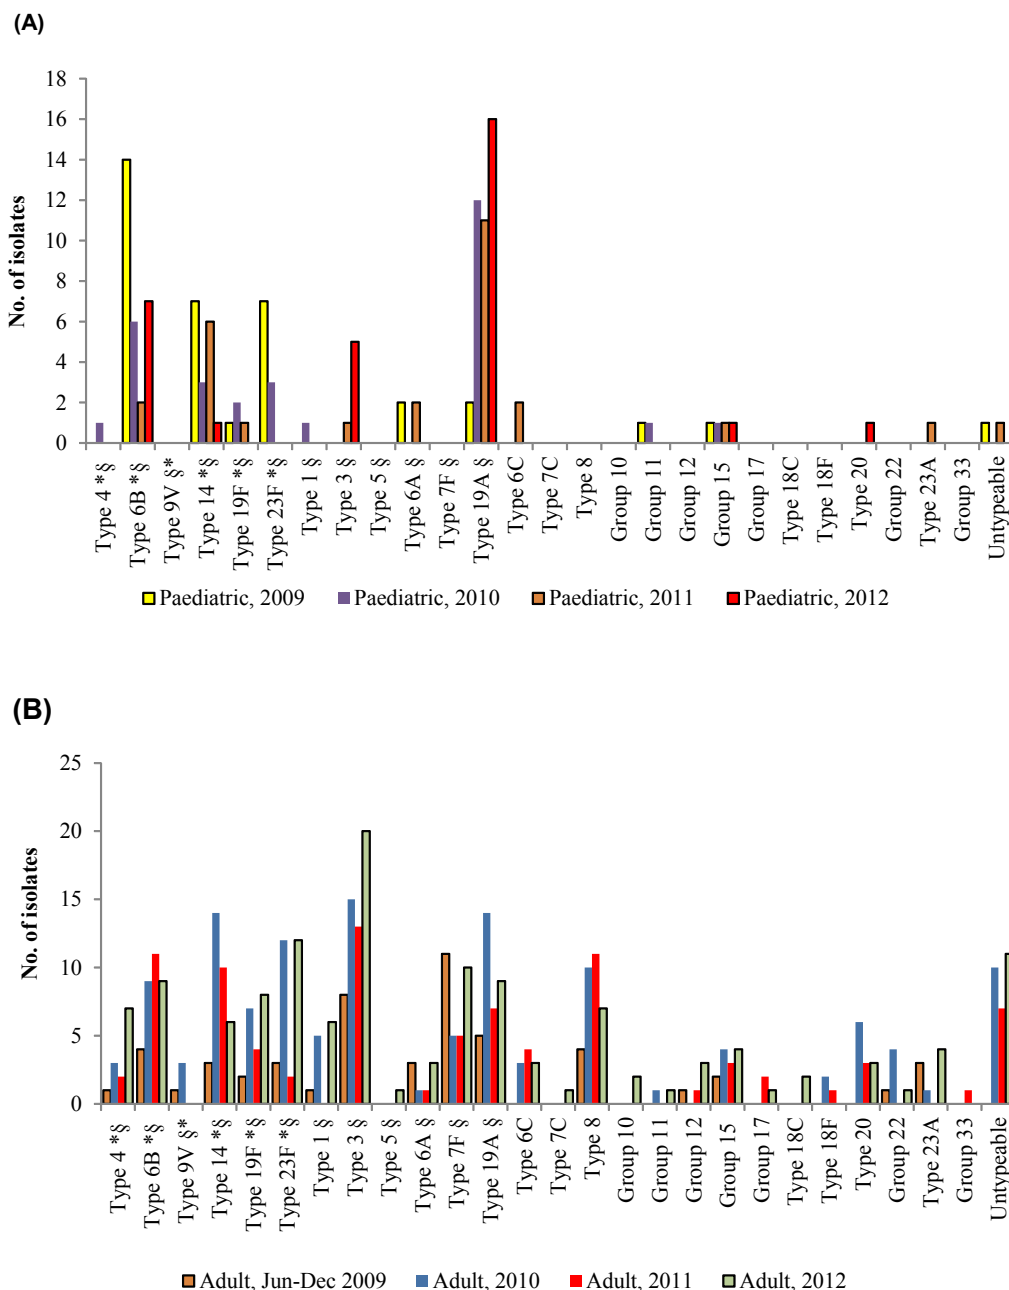 (A)
18
16
14
12
10
8
6
4
2
0
No. of isolates
Type 4 *§
Type 6B *§
Type 9V §*
Type 14 *§
Type 19F *§
Type 23F *§
Type 1 §
Type 3 §
Type 5 §
Type 6A §
Type 7F §
Type 19A §
Type 6C
Type 7C
Type 8
Group 10
Group 11
Group 12
Group 15
Group 17
Type 18C
Type 18F
Type 20
Group 22
Type 23A
Group 33
Untypeable
Paediatric, 2009 Paediatric, 2010 Paediatric, 2011 Paediatric, 2012
(B)
25
20
15
10
5
0
No. of isolates
Type 4 *§
Type 6B *§
Type 9V §*
Type 14 *§
Type 19F *§
Type 23F *§
Type 1 §
Type 3 §
Type 5 §
Type 6A §
Type 7F §
Type 19A §
Type 6C
Type 7C
Type 8
Group 10
Group 11
Group 12
Group 15
Group 17
Type 18C
Type 18F
Type 20
Group 22
Type 23A
Group 33
Untypeable
Adult, Jun-Dec 2009 Adult, 2010 Adult, 2011 Adult, 2012